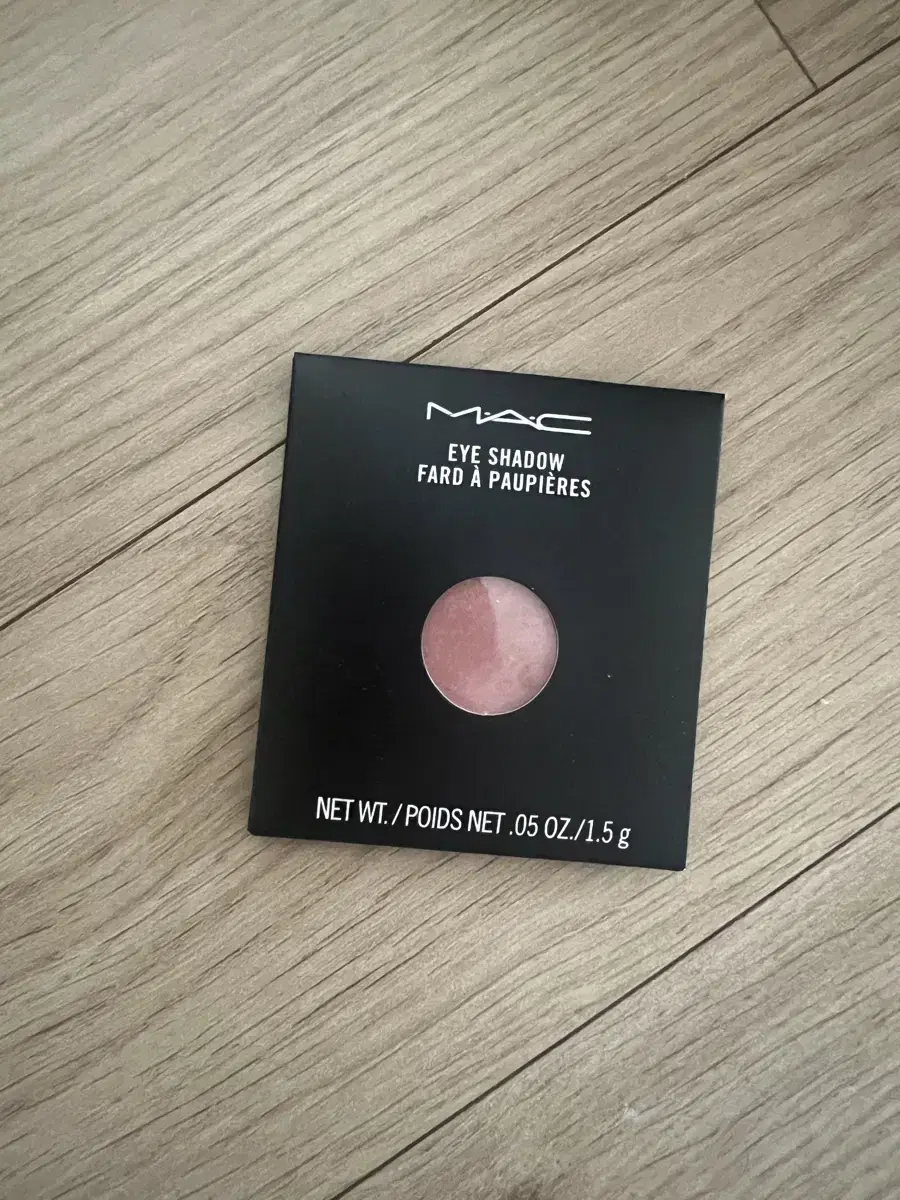 M·A·C
EYE SHADOW
FARD À PAUPIÈRES
NET WT. / POIDS NET .05 OZ./1.5 g